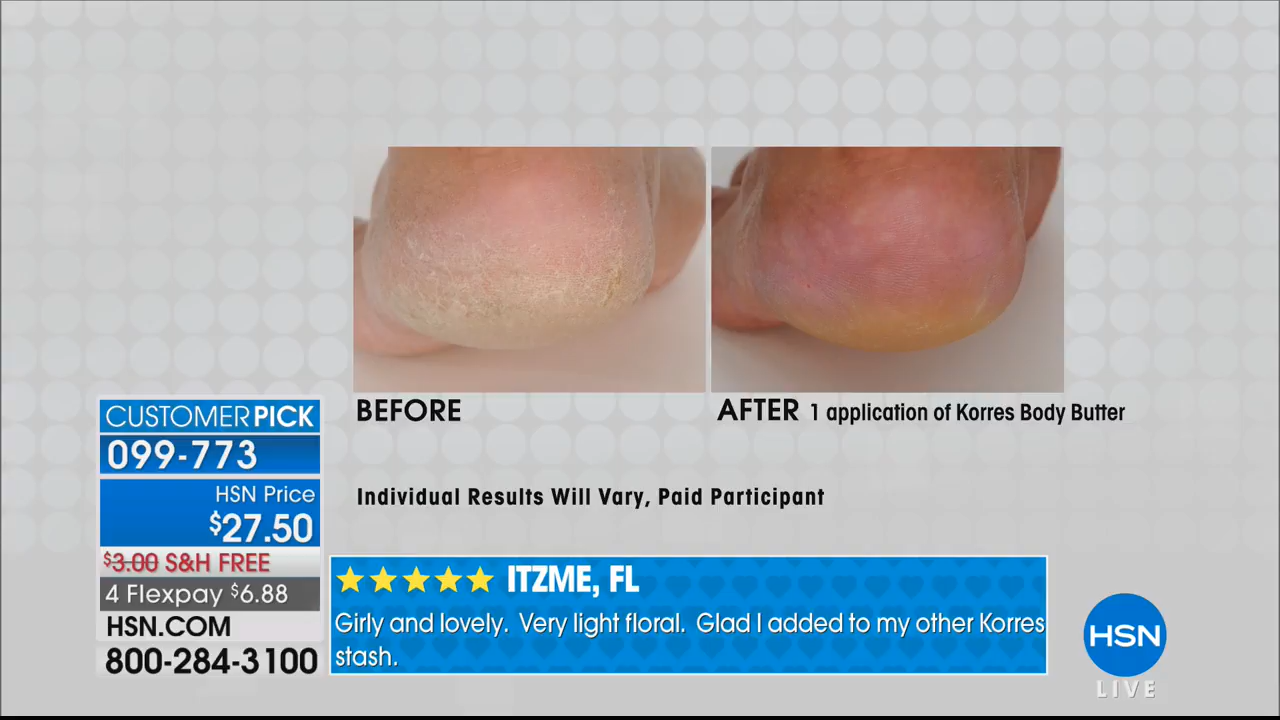 BEFORE
AFTER 1 application of Korres Body Butter
Individual Results Will Vary, Paid Participant
CUSTOMER PICK
099-773
HSN Price
$27.50
$3.00 S&H FREE
4 Flexpay $6.88
HSN.COM
800-284-3100
ITZME, FL
Girly and lovely. Very light floral. Glad I added to my other Korres
stash.
HSN
LIVE